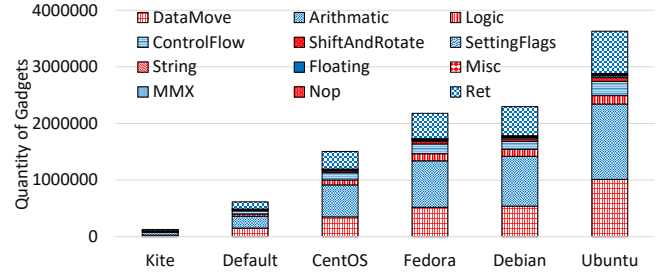 4000000
3000000
2000000
1000000
0
Quantity of Gadgets
DataMove Arithmatic Logic
ControlFlow ShiftAndRotate SettingFlags
String Floating Misc
MMX Nop Ret
Kite Default CentOS Fedora Debian Ubuntu